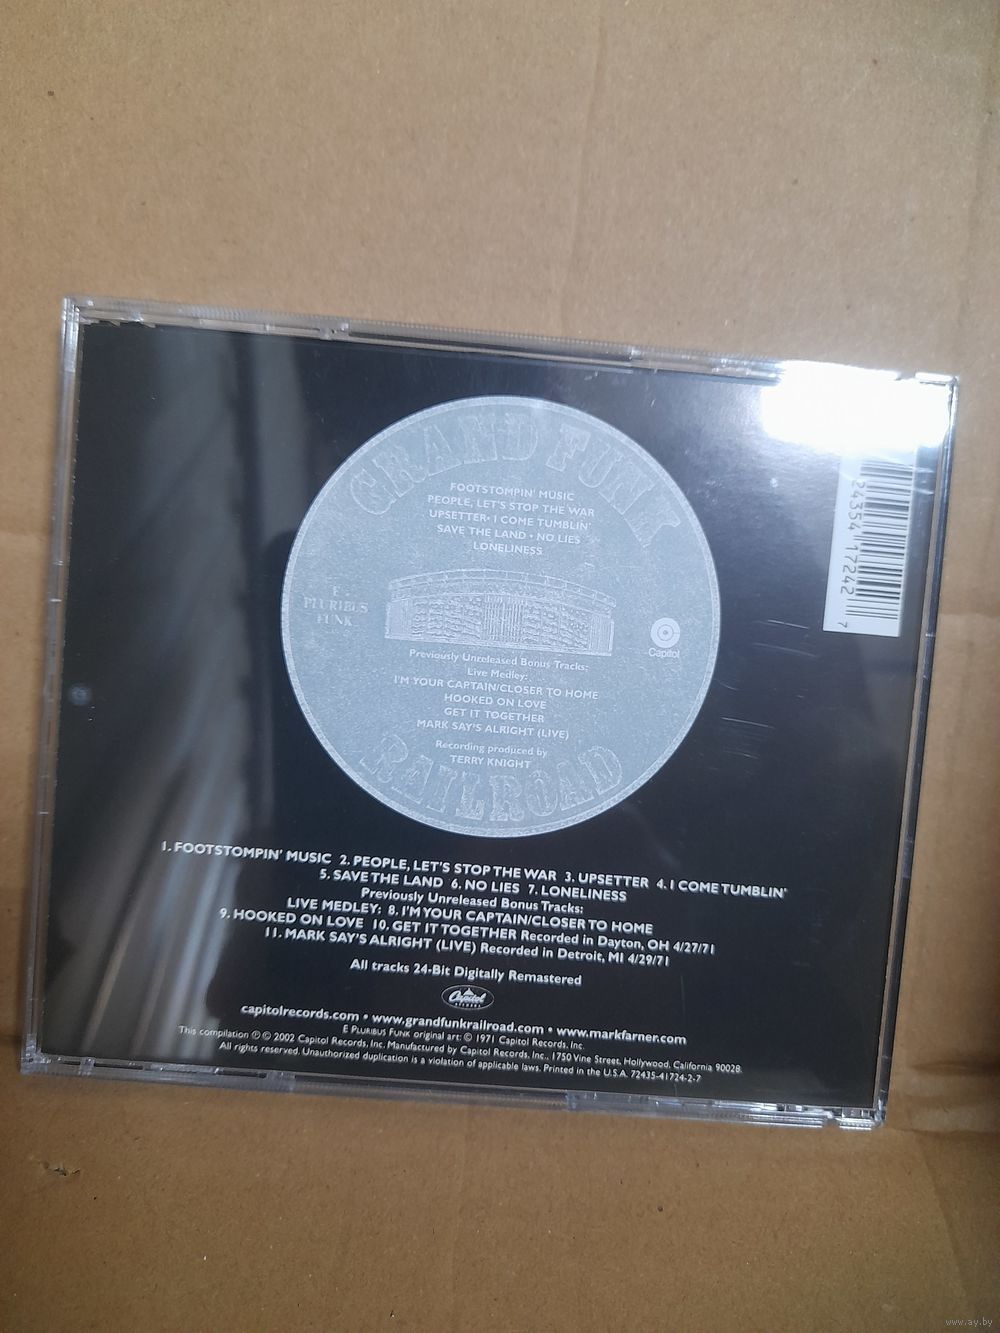 GRAND FUNK
FOOTSTOMPIN' MUSIC
PEOPLE, LET'S STOP THE WAR
UPSETTER• I COME TUMBLIN'
SAVE THE LAND • NO LIES
LONELINESS
E
PLURIBUS
FUNK
Capitol
Previously Unreleased Bonus Tracks:
Live Medley:
I'M YOUR CAPTAIN/CLOSER TO HOME
HOOKED ON LOVE
GET IT TOGETHER
MARK SAY'S ALRIGHT (LIVE)
Recording produced by
TERRY KNIGHT
RAILROAD
24354 17242 7
1. FOOTSTOMPIN' MUSIC 2. PEOPLE, LET'S STOP THE WAR 3. UPSETTER 4. I COME TUMBLIN'
5. SAVE THE LAND 6. NO LIES 7. LONELINESS
Previously Unreleased Bonus Tracks:
LIVE MEDLEY: 8. I'M YOUR CAPTAIN/CLOSER TO HOME
9. HOOKED ON LOVE 10. GET IT TOGETHER Recorded in Dayton, OH 4/27/71
11. MARK SAY'S ALRIGHT (LIVE) Recorded in Detroit, MI 4/29/71
All tracks 24-Bit Digitally Remastered
Capitol
RECORDS
capitolrecords.com • www.grandfunkrailroad.com • www.markfarner.com
E PLURIBUS FUNK original art: © 1971 Capitol Records, Inc.
This compilation ℗ © 2002 Capitol Records, Inc. Manufactured by Capitol Records, Inc., 1750 Vine Street, Hollywood, California 90028.
All rights reserved. Unauthorized duplication is a violation of applicable laws. Printed in the U.S.A. 72435-41724-2-7
www.ay.by